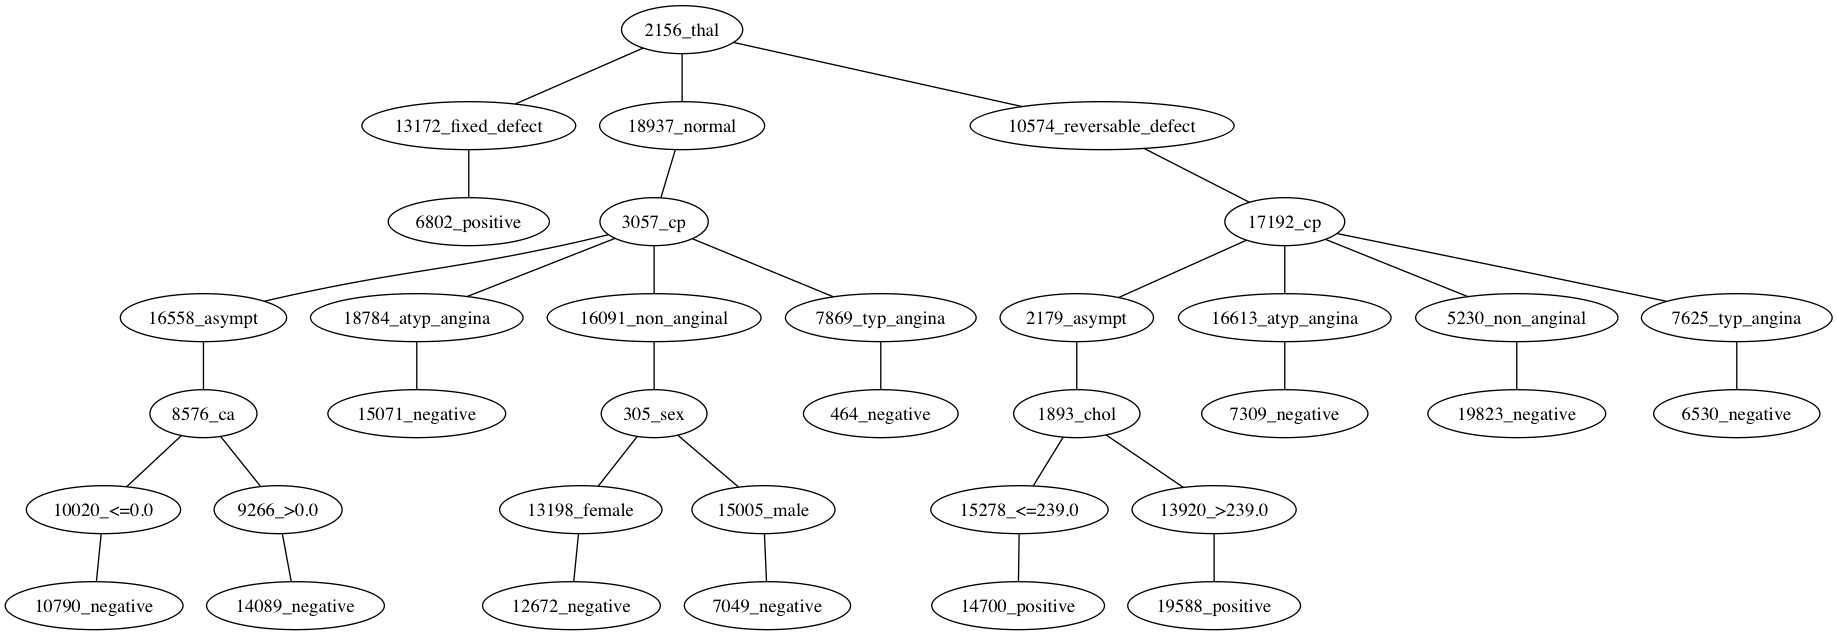 2156_thal
13172_fixed_defect
18937_normal
10574_reversable_defect
6802_positive
3057_cp
17192_cp
16558_asympt
18784_atyp_angina
16091_non_anginal
7869_typ_angina
2179_asympt
16613_atyp_angina
5230_non_anginal
7625_typ_angina
8576_ca
15071_negative
305_sex
464_negative
1893_chol
7309_negative
19823_negative
6530_negative
10020_<=0.0
9266_>0.0
13198_female
15005_male
15278_<=239.0
13920_>239.0
10790_negative
14089_negative
12672_negative
7049_negative
14700_positive
19588_positive